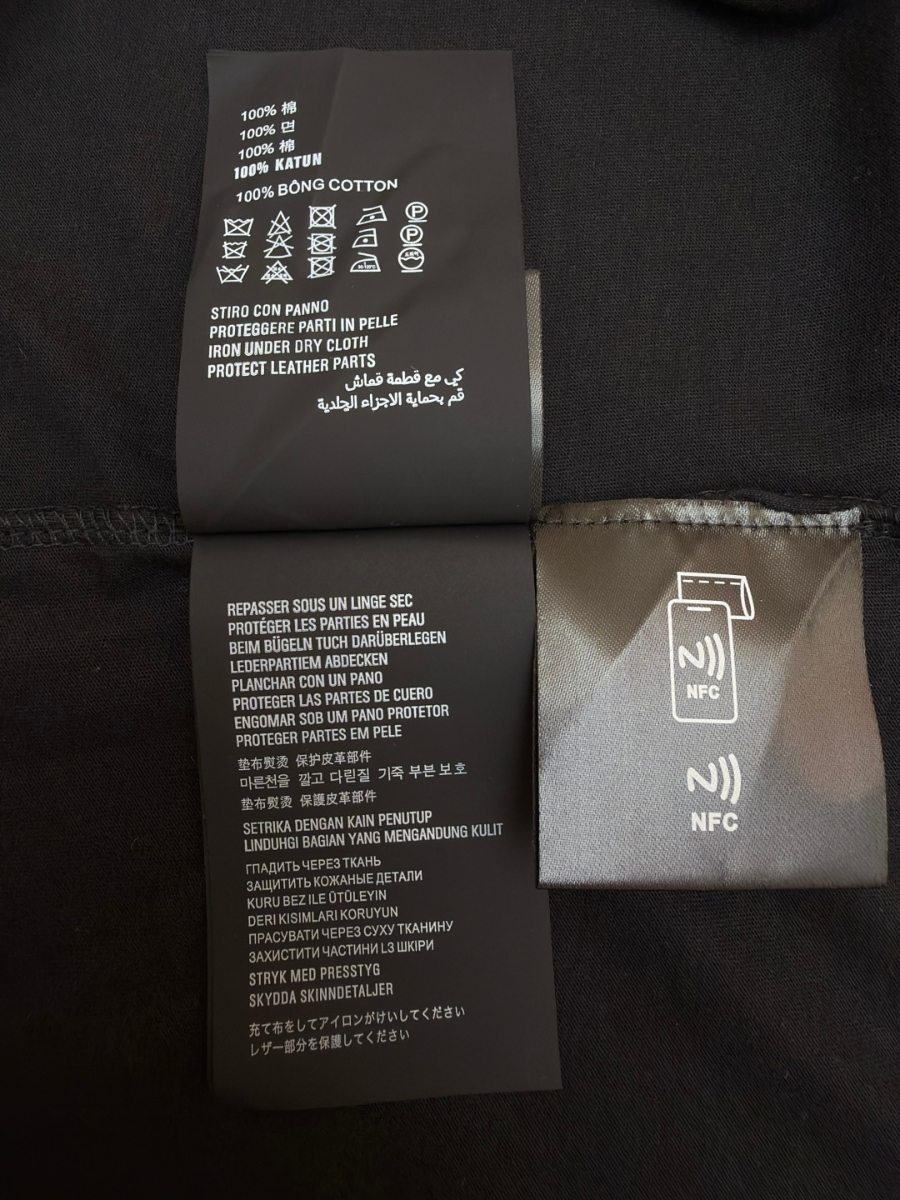 100% 棉
100% 면
100% 棉
100% KATUN
100% BÔNG COTTON
P
P
STIRO CON PANNO
PROTEGGERE PARTI IN PELLE
IRON UNDER DRY CLOTH
PROTECT LEATHER PARTS
كي مع قطمة قماش
قم بحماية الاجزاء الجلدية
REPASSER SOUS UN LINGE SEC
PROTÉGER LES PARTIES EN PEAU
BEIM BÜGELN TUCH DARÜBERLEGEN
LEDERPARTIEM ABDECKEN
PLANCHAR CON UN PANO
PROTEGER LAS PARTES DE CUERO
ENGOMAR SOB UM PANO PROTETOR
PROTEGER PARTES EM PELE
垫布熨烫 保护皮革部件
마른천을 깔고 다린질 기죽 부븐 보호
垫布熨烫 保護皮革部件
SETRIKA DENGAN KAIN PENUTUP
LINDUHGI BAGIAN YANG MENGANDUNG KULIT
ГПАДИТЬ ЧЕРЕЗ ТКАНЬ
ЗАЩИТИТЬ КОЖАНЫЕ ДЕТАЛИ
KURU BEZ ILE ÜTÜLEYIN
DERI KISIMLARI KORUYUN
ПРАСУВАТИ ЧЕРЕЗ СУХУ ТКАНИНУ
ЗАХИСТИТИ ЧАСТИНИ LЗ ШКІРИ
STRYK MED PRESSTYG
SKYDDA SKINNDETALJER
充て布をしてアイロンがけいしてください
レザー部分を保護してください
NFC
NFC